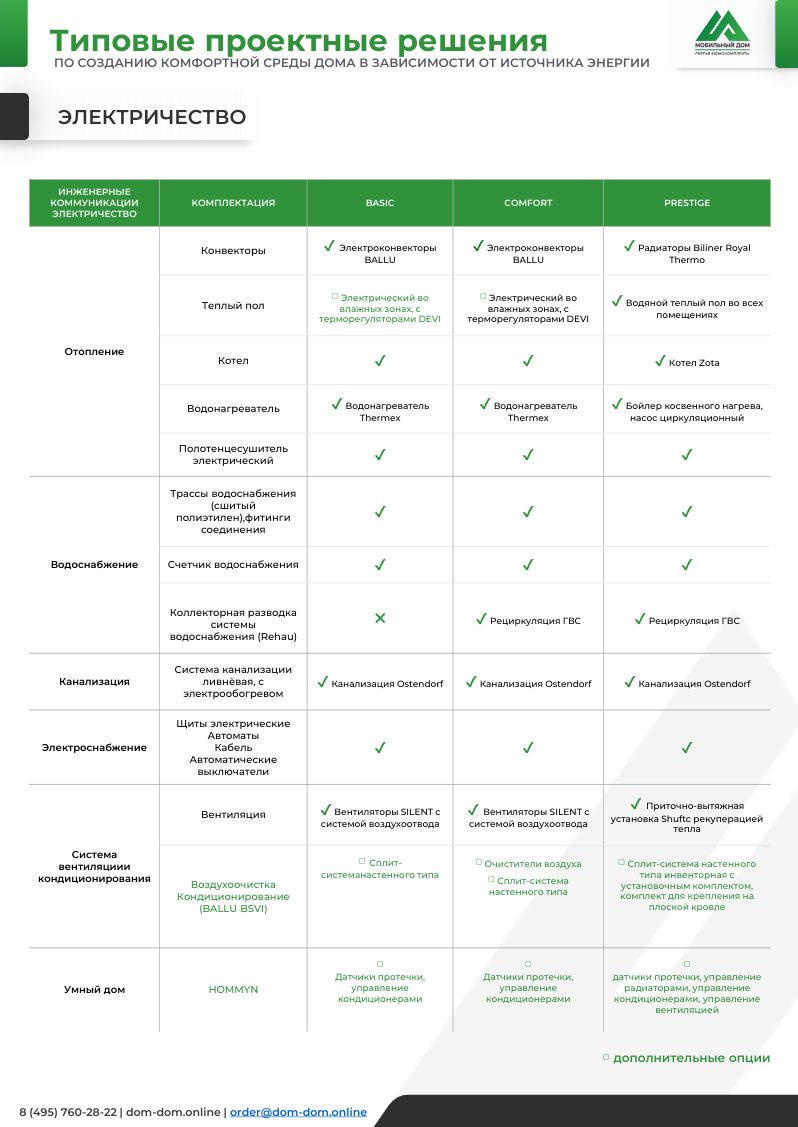 Типовые проектные решения
ПО СОЗДАНИЮ КОМФОРТНОЙ СРЕДЫ ДОМА В ЗАВИСИМОСТИ ОТ ИСТОЧНИКА ЭНЕРГИИ
МОБИЛЬНЫЙ ДОМ
PREFAB-ДОМОКОМПЛЕКТЫ
ЭЛЕКТРИЧЕСТВО
ИНЖЕНЕРНЫЕ
КОММУНИКАЦИИ
ЭЛЕКТРИЧЕСТВО
КОМПЛЕКТАЦИЯ
BASIC
COMFORT
PRESTIGE
Отопление
Конвекторы
✓ Электроконвекторы
BALLU
✓ Электроконвекторы
BALLU
✓ Радиаторы Biliner Royal
Thermo
Теплый пол
□ Электрический во
влажных зонах, с
терморегуляторами DEVI
□ Электрический во
влажных зонах, с
терморегуляторами DEVI
✓ Водяной теплый пол во всех
помещениях
Котел
✓
✓
✓ Котел Zota
Водонагреватель
✓ Водонагреватель
Thermex
✓ Водонагреватель
Thermex
✓ Бойлер косвенного нагрева,
насос циркуляционный
Полотенцесушитель
электрический
✓
✓
✓
Водоснабжение
Трассы водоснабжения
(сшитый
полиэтилен),фитинги
соединения
✓
✓
✓
Счетчик водоснабжения
✓
✓
✓
Коллекторная разводка
системы
водоснабжения (Rehau)
✕
✓ Рециркуляция ГВС
✓ Рециркуляция ГВС
Канализация
Система канализации
ливнёвая, с
электрообогревом
✓ Канализация Ostendorf
✓ Канализация Ostendorf
✓ Канализация Ostendorf
Электроснабжение
Щиты электрические
Автоматы
Кабель
Автоматические
выключатели
✓
✓
✓
Система
вентиляциии
кондиционирования
Вентиляция
✓ Вентиляторы SILENT с
системой воздухоотвода
✓ Вентиляторы SILENT с
системой воздухоотвода
✓ Приточно-вытяжная
установка Shuftc рекуперацией
тепла
Воздухоочистка
Кондиционирование
(BALLU BSVI)
□ Сплит-
системанастенного типа
□ Очистители воздуха
□ Сплит-система
настенного типа
□ Сплит-система настенного
типа инвенторная с
установочным комплектом,
комплект для крепления на
плоской кровле
Умный дом
HOMMYN
□
Датчики протечки,
управление
кондиционерами
□
Датчики протечки,
управление
кондиционерами
□
датчики протечки, управление
радиаторами, управление
кондиционерами, управление
вентиляцией
□ дополнительные опции
8 (495) 760-28-22 | dom-dom.online | order@dom-dom.online